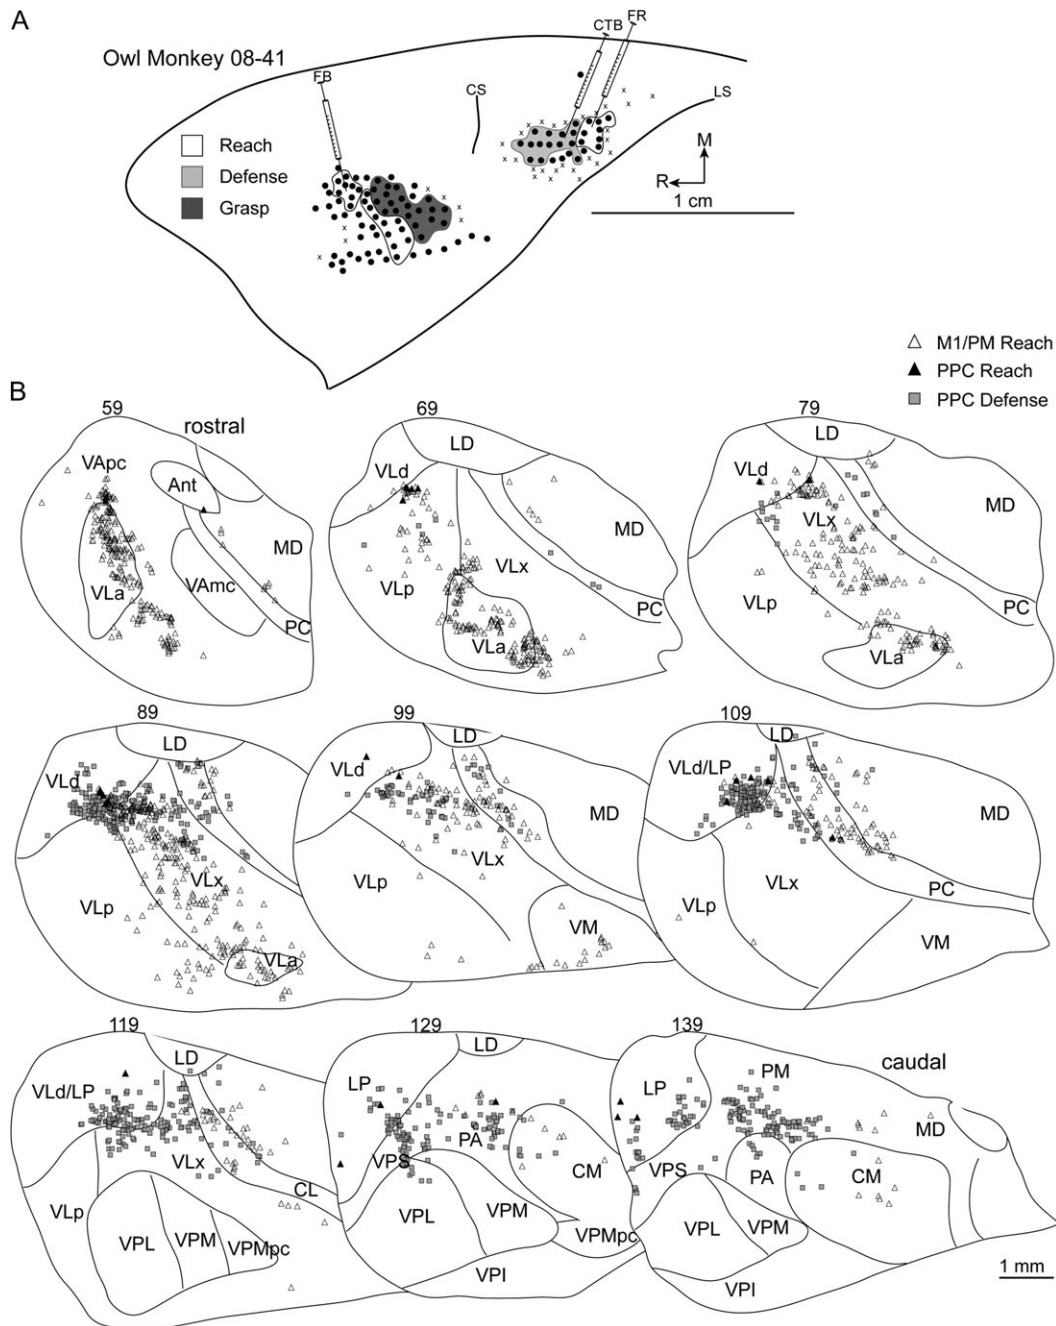 A
Owl Monkey 08-41
FB
CS
CTB
FR
LS
Reach
Defense
Grasp
M
R
1 cm
M1/PM Reach
PPC Reach
PPC Defense
B
59
rostral
VApc
Ant
MD
VLa
VAmc
PC
69
LD
VLd
MD
VLx
VLp
PC
VLa
79
LD
VLd
MD
VLx
VLp
PC
VLa
89
LD
VLd
VLx
VLp
VLa
99
LD
VLd
MD
VLx
VLp
VM
109
LD
VLd/LP
MD
VLx
PC
VLp
VM
119
LD
VLd/LP
VLx
CL
VLp
VPL
VPM
VPMpc
129
LD
LP
PA
VPS
CM
VPL
VPM
VPMpc
VPI
139
caudal
PM
LP
MD
VPS
PA
CM
VPL
VPM
VPI
1 mm